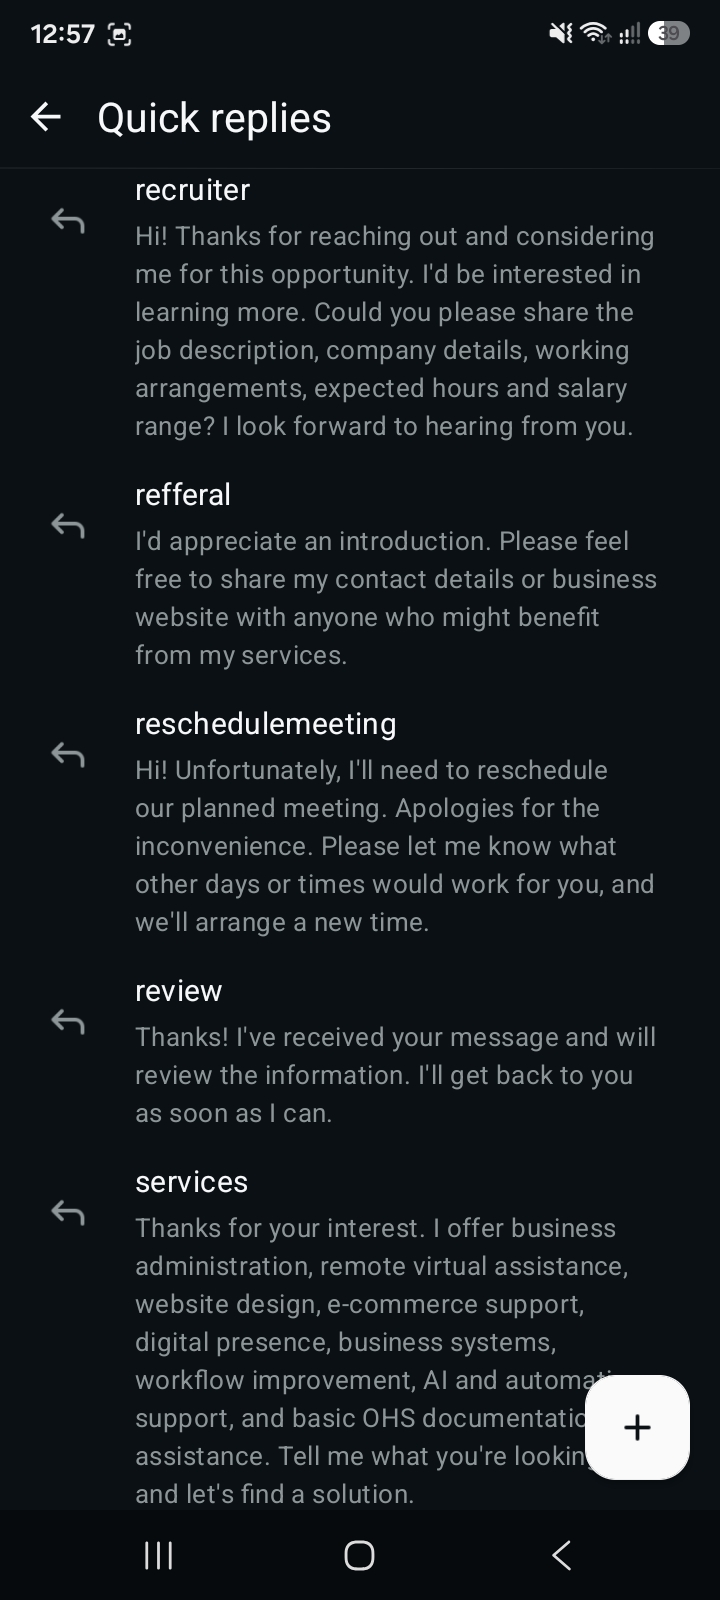 12:57
39
Quick replies
recruiter
Hi! Thanks for reaching out and considering
me for this opportunity. I'd be interested in
learning more. Could you please share the
job description, company details, working
arrangements, expected hours and salary
range? I look forward to hearing from you.
refferal
I'd appreciate an introduction. Please feel
free to share my contact details or business
website with anyone who might benefit
from my services.
reschedulemeeting
Hi! Unfortunately, I'll need to reschedule
our planned meeting. Apologies for the
inconvenience. Please let me know what
other days or times would work for you, and
we'll arrange a new time.
review
Thanks! I've received your message and will
review the information. I'll get back to you
as soon as I can.
services
Thanks for your interest. I offer business
administration, remote virtual assistance,
website design, e-commerce support,
digital presence, business systems,
workflow improvement, AI and
support, and basic OHS
assistance. Tell me what you're
and let's find a solution.